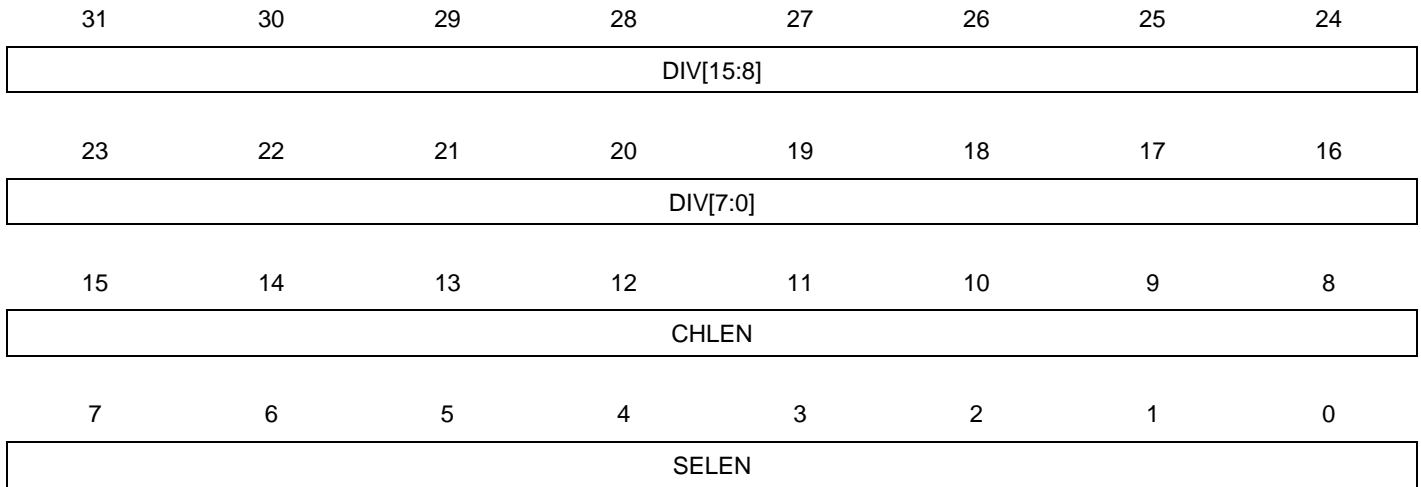 31 30 29 28 27 26 25 24
DIV[15:8]
23 22 21 20 19 18 17 16
DIV[7:0]
15 14 13 12 11 10 9 8
CHLEN
7 6 5 4 3 2 1 0
SELEN